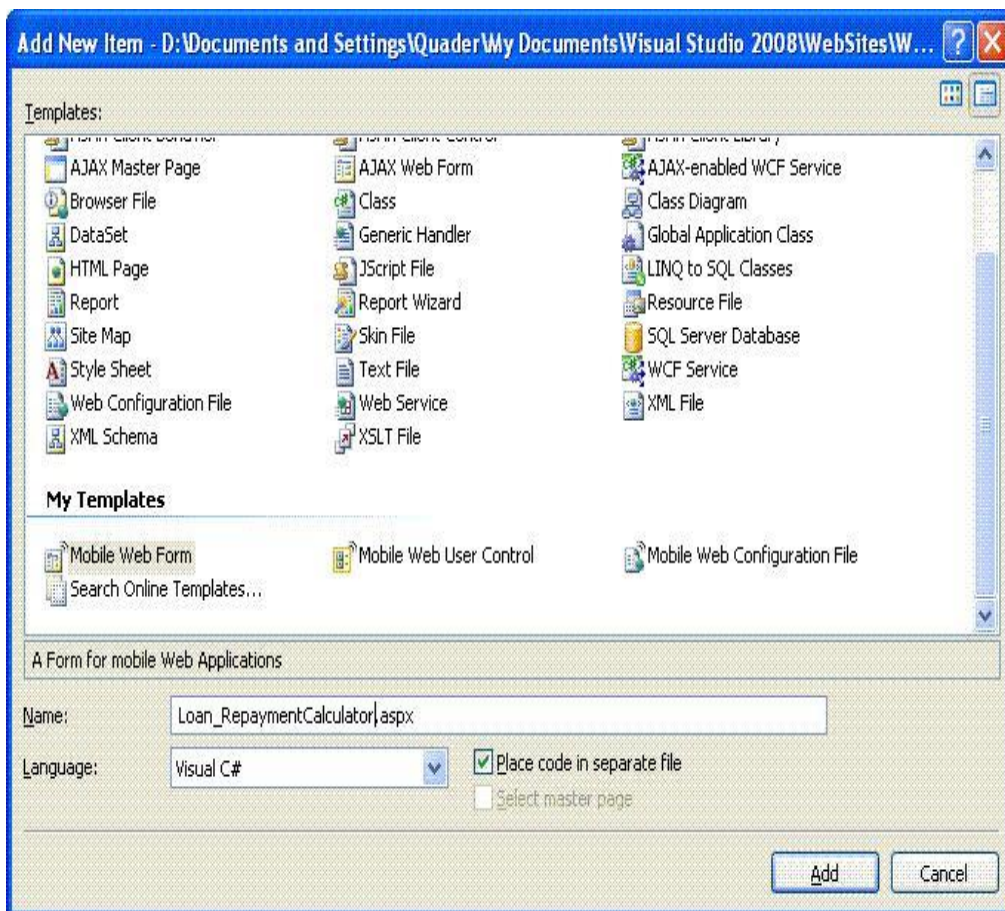 Add New Item - D:\Documents and Settings\Quader\My Documents\Visual Studio 2008\WebSites\W...
Templates:
AJAX Master Page AJAX Web Form AJAX-enabled WCF Service
Browser File Class Class Diagram
DataSet Generic Handler Global Application Class
HTML Page JScript File LINQ to SQL Classes
Report Report Wizard Resource File
Site Map Skin File SQL Server Database
Style Sheet Text File WCF Service
Web Configuration File Web Service XML File
XML Schema XSLT File
My Templates
Mobile Web Form Mobile Web User Control Mobile Web Configuration File
Search Online Templates...
A Form for mobile Web Applications
Name: Loan_RepaymentCalculator.aspx
Language: Visual C# Place code in separate file
Select master page
Add Cancel